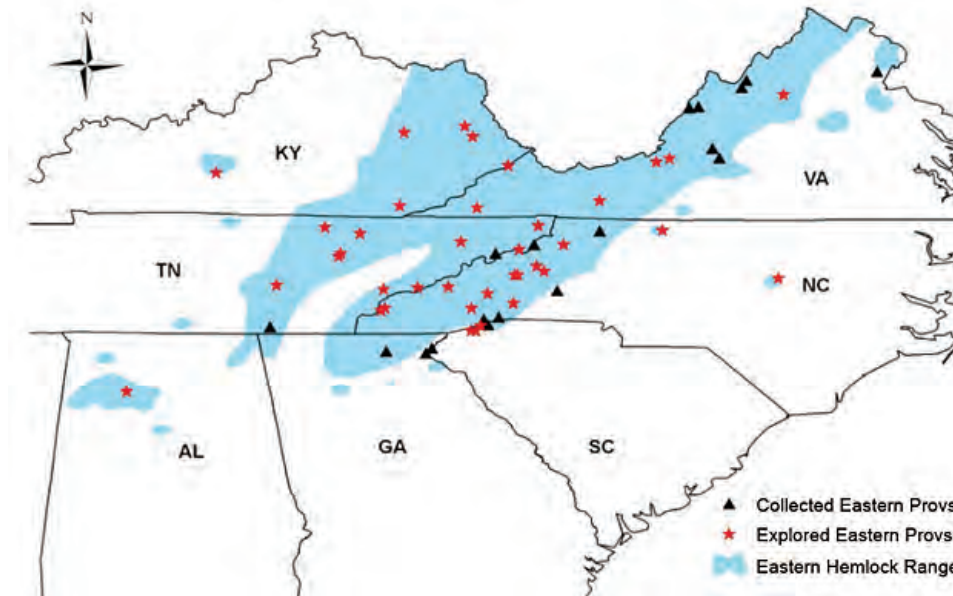 N
KY
VA
TN
NC
AL
GA
SC
Collected Eastern Provs
Explored Eastern Provs
Eastern Hemlock Range